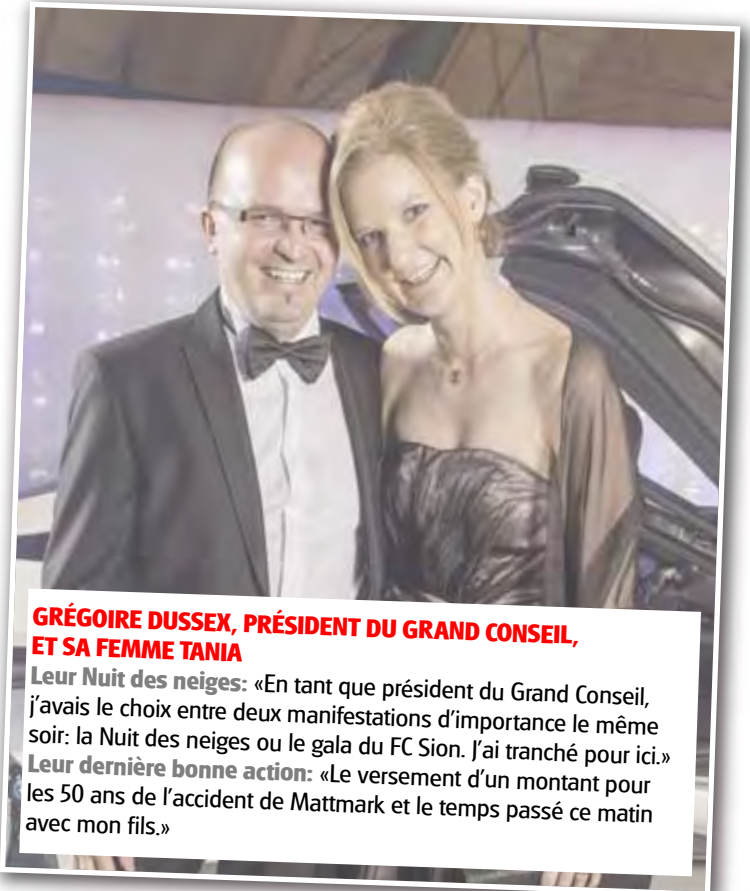 GRÉGOIRE DUSSEX, PRÉSIDENT DU GRAND CONSEIL,
ET SA FEMME TANIA
Leur Nuit des neiges: «En tant que président du Grand Conseil,
j’avais le choix entre deux manifestations d’importance le même
soir: la Nuit des neiges ou le gala du FC Sion. J’ai tranché pour ici.»
Leur dernière bonne action: «Le versement d’un montant pour
les 50 ans de l’accident de Mattmark et le temps passé ce matin
avec mon fils.»